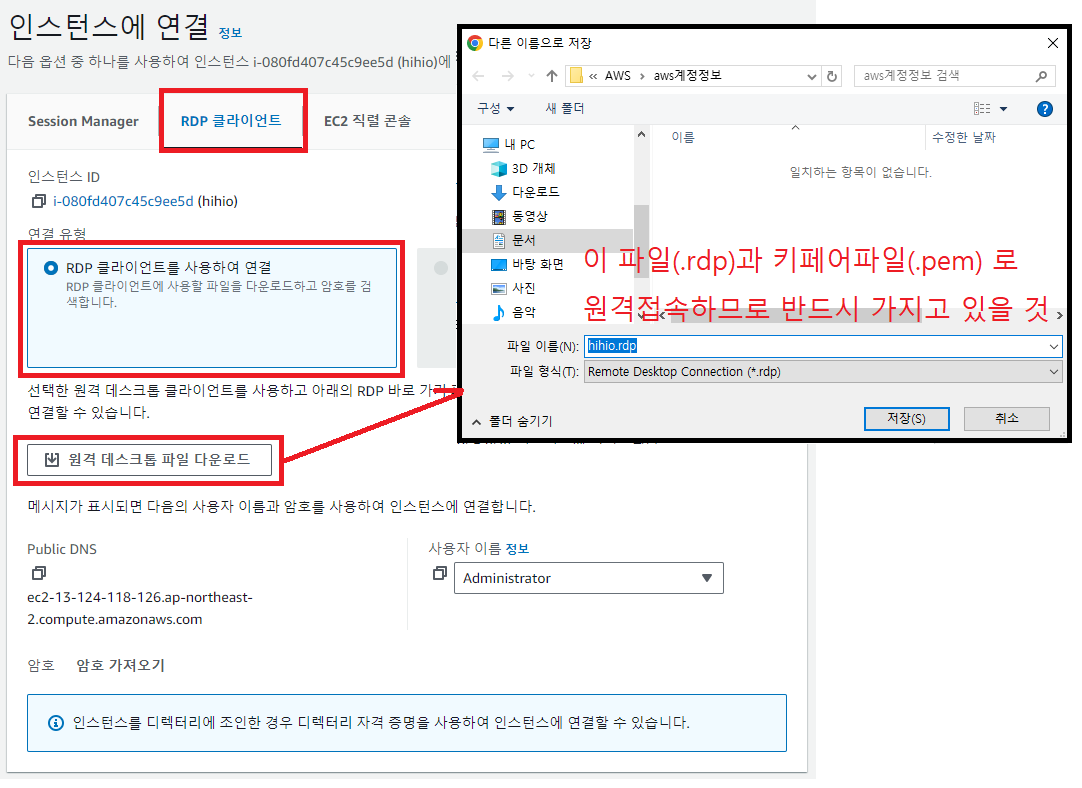 인스턴스에 연결 정보
다음 옵션 중 하나를 사용하여 인스턴스 i-080fd407c45c9ee5d (hihio)에
Session Manager
RDP 클라이언트
EC2 직렬 콘솔
인스턴스 ID
i-080fd407c45c9ee5d (hihio)
연결 유형
RDP 클라이언트를 사용하여 연결
RDP 클라이언트에 사용할 파일을 다운로드하고 암호를 검
색합니다.
선택한 원격 데스크톱 클라이언트를 사용하고 아래의 RDP 바로 가기
연결할 수 있습니다.
원격 데스크톱 파일 다운로드
메시지가 표시되면 다음의 사용자 이름과 암호를 사용하여 인스턴스에 연결합니다.
Public DNS
ec2-13-124-118-126.ap-northeast-
2.compute.amazonaws.com
사용자 이름 정보
Administrator
암호 암호 가져오기
인스턴스를 디렉터리에 조인한 경우 디렉터리 자격 증명을 사용하여 인스턴스에 연결할 수 있습니다.
다른 이름으로 저장
« AWS › aws계정정보
aws계정정보 검색
구성
새 폴더
내 PC
3D 개체
다운로드
동영상
문서
바탕 화면
사진
음악
이름
수정한 날짜
일치하는 항목이 없습니다.
이 파일(.rdp)과 키페어파일(.pem) 로
원격접속하므로 반드시 가지고 있을 것
파일 이름(N): hihio.rdp
파일 형식(T): Remote Desktop Connection (*.rdp)
폴더 숨기기
저장(S)
취소